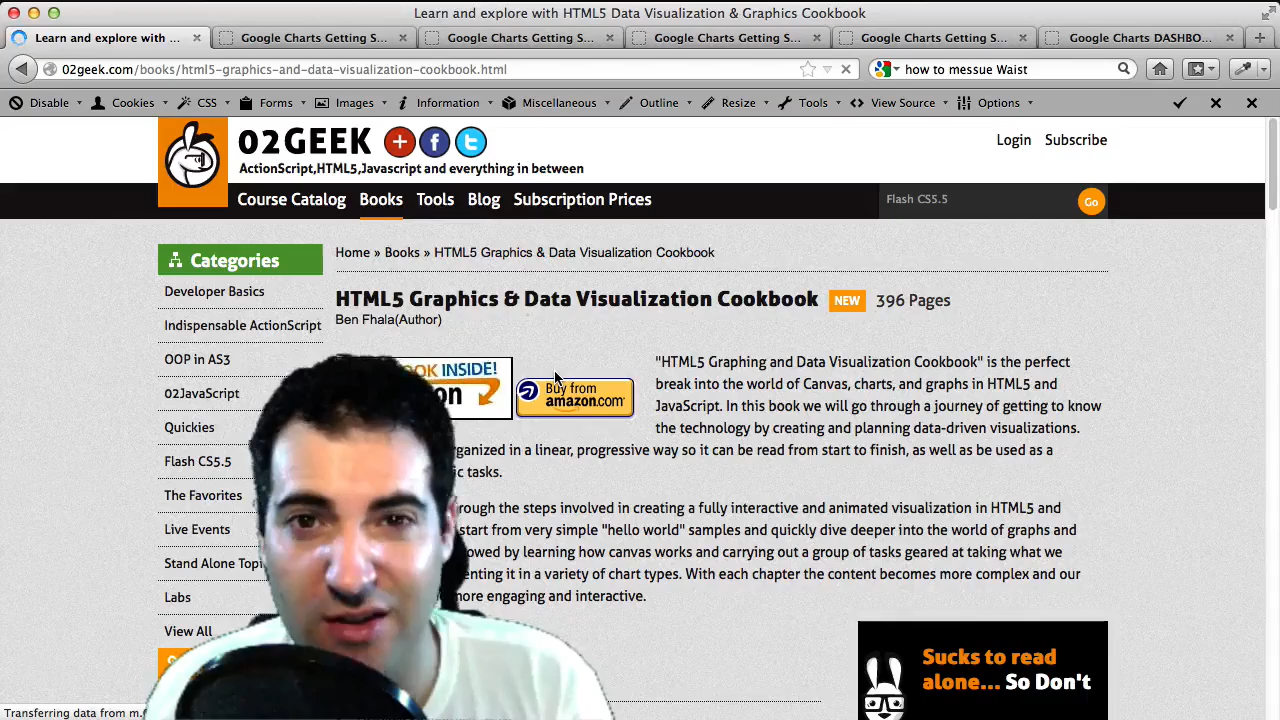 Learn and explore with HTML5 Data Visualization & Graphics Cookbook
Learn and explore with ...
Google Charts Getting S...
Google Charts Getting S...
Google Charts Getting S...
Google Charts Getting S...
Google Charts DASHBO...
02geek.com/books/html5-graphics-and-data-visualization-cookbook.html
how to messue Waist
Disable Cookies CSS Forms Images Information Miscellaneous Outline Resize Tools View Source Options
02GEEK
ActionScript,HTML5,Javascript and everything in between
Login Subscribe
Course Catalog Books Tools Blog Subscription Prices
Flash CS5.5
Go
Categories
Developer Basics
Indispensable ActionScript
OOP in AS3
02JavaScript
Quickies
Flash CS5.5
The Favorites
Live Events
Stand Alone Topi
Labs
View All
Home » Books » HTML5 Graphics & Data Visualization Cookbook
HTML5 Graphics & Data Visualization Cookbook NEW 396 Pages
Ben Fhala(Author)
INSIDE!
Buy from
amazon.com
"HTML5 Graphing and Data Visualization Cookbook" is the perfect
break into the world of Canvas, charts, and graphs in HTML5 and
JavaScript. In this book we will go through a journey of getting to know
the technology by creating and planning data-driven visualizations.
organized in a linear, progressive way so it can be read from start to finish, as well as be used as a
tasks.
the steps involved in creating a fully interactive and animated visualization in HTML5 and
start from very simple "hello world" samples and quickly dive deeper into the world of graphs and
by learning how canvas works and carrying out a group of tasks geared at taking what we
it in a variety of chart types. With each chapter the content becomes more complex and our
more engaging and interactive.
Sucks to read
alone... So Don't
Transferring data from m.